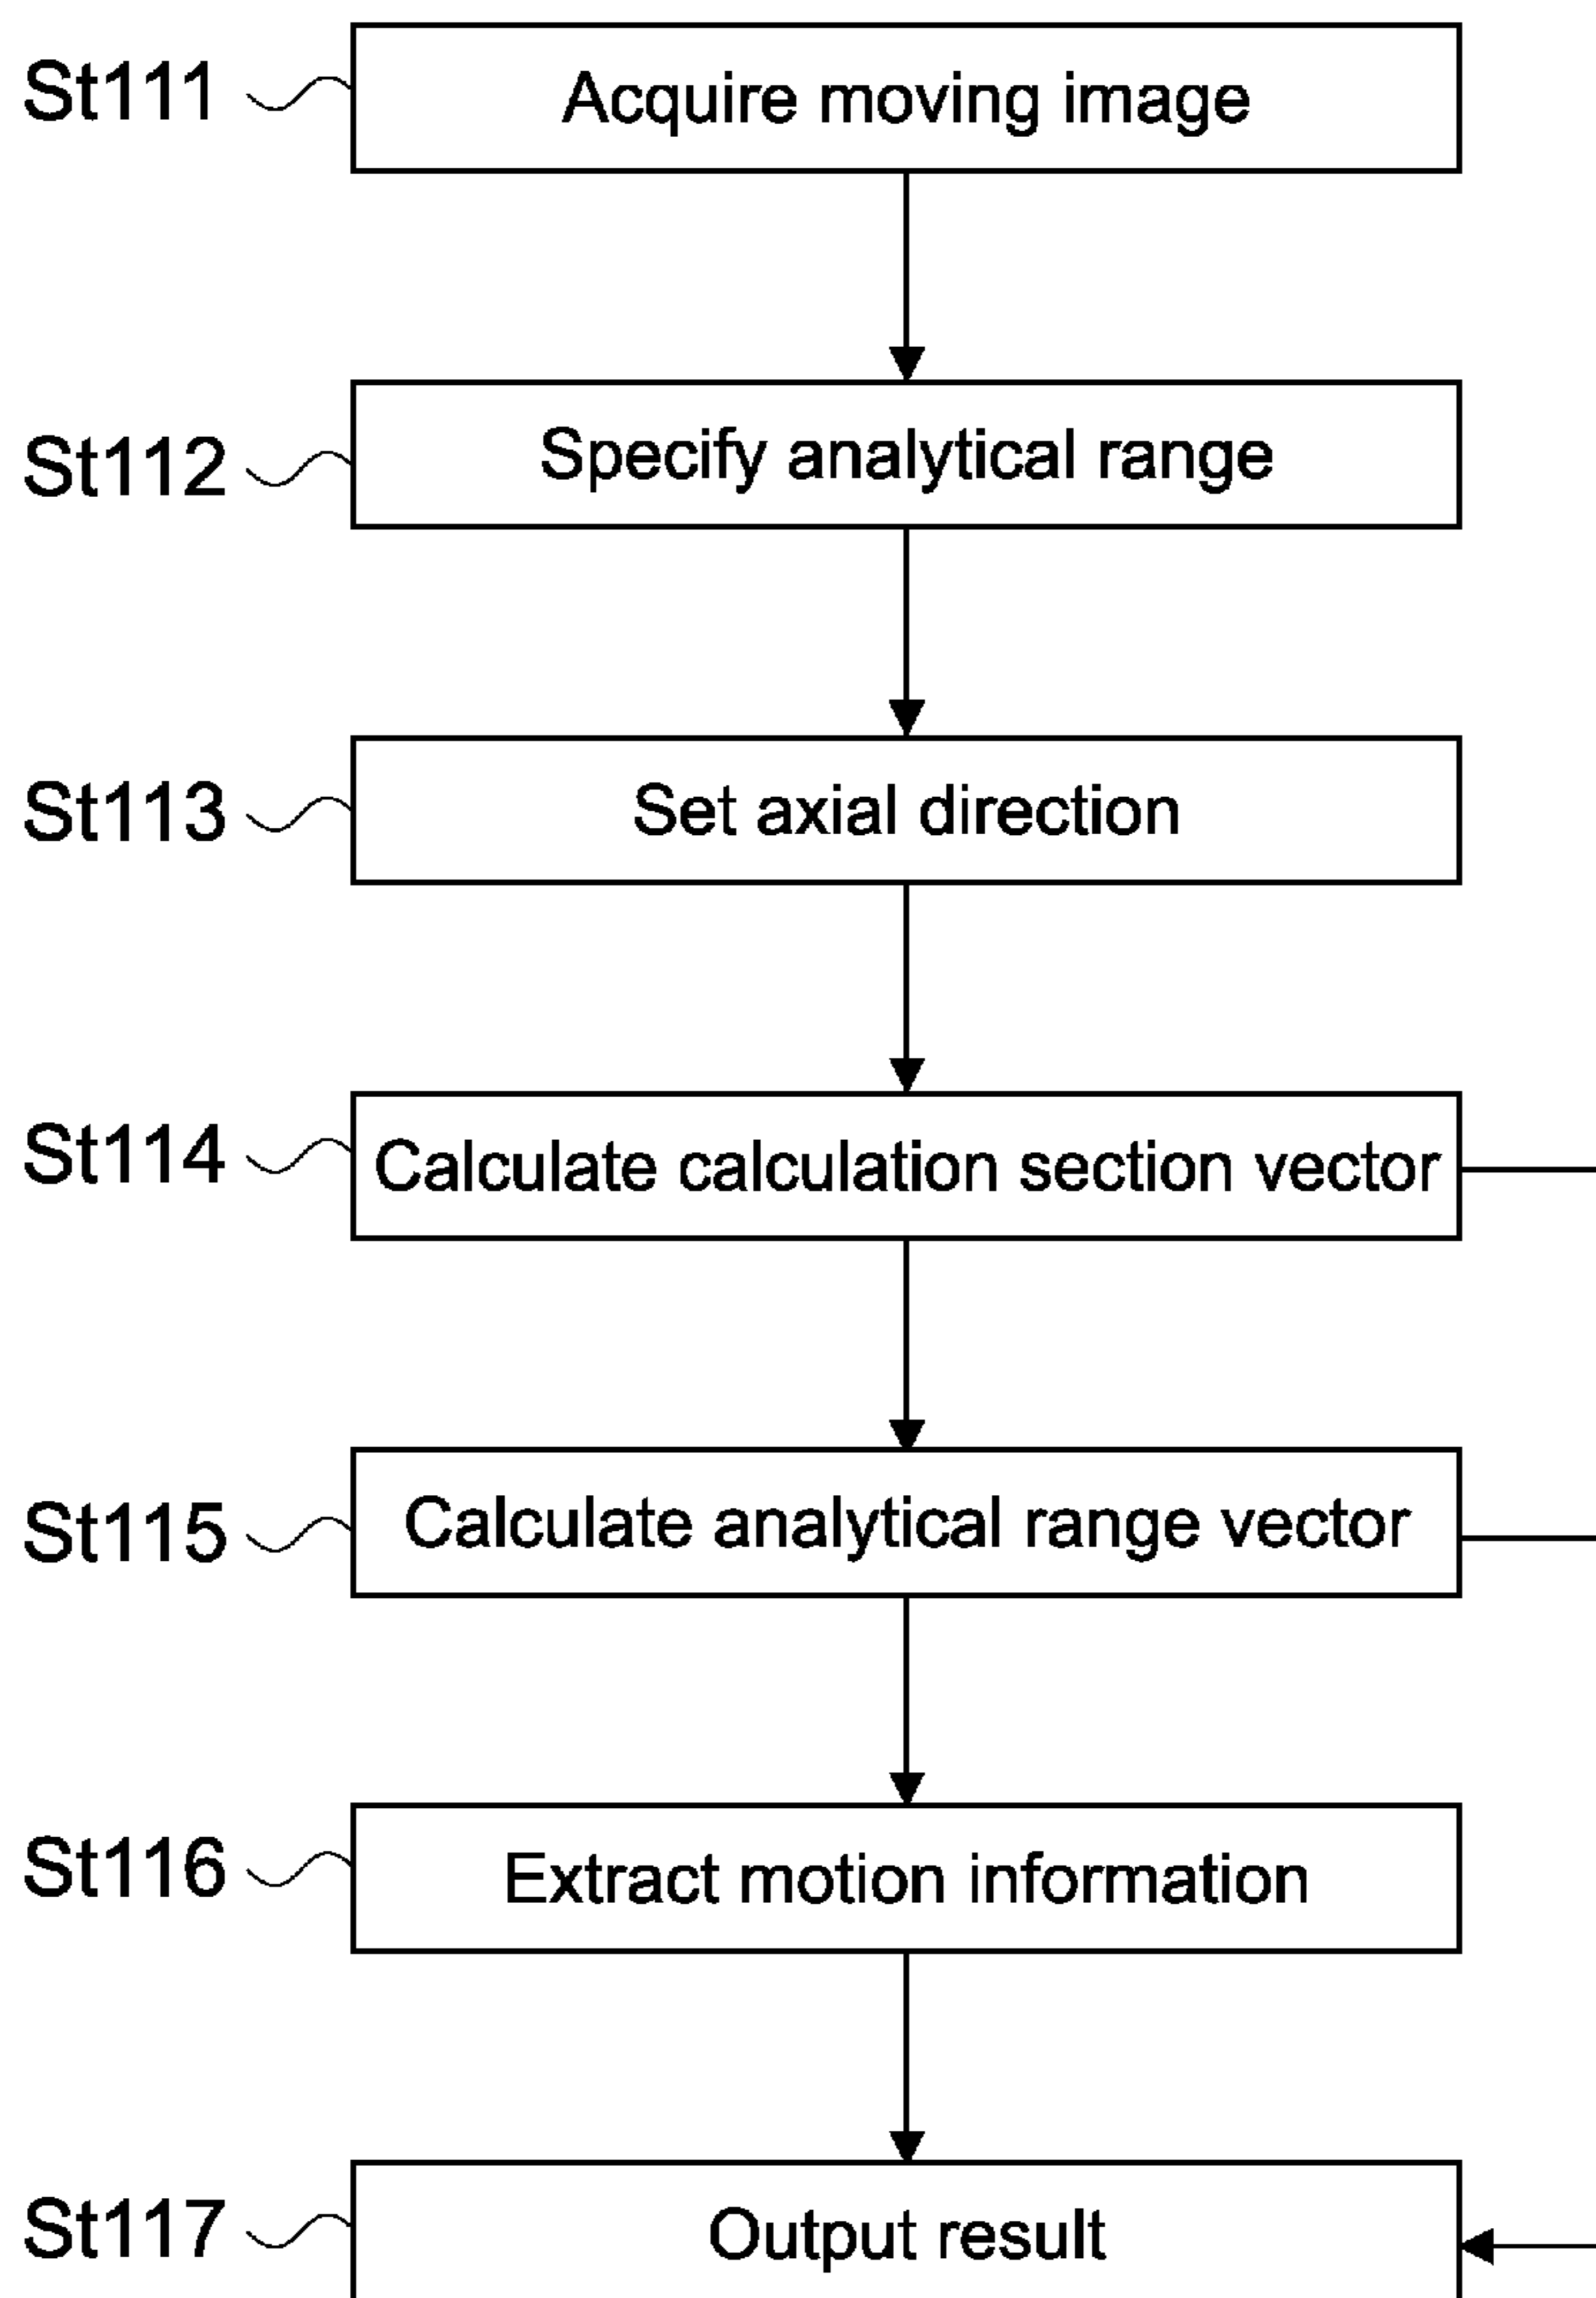 St111 Acquire moving image
St112 Specify analytical range
St113 Set axial direction
St114 Calculate calculation section vector
St115 Calculate analytical range vector
St116 Extract motion information
St117 Output result